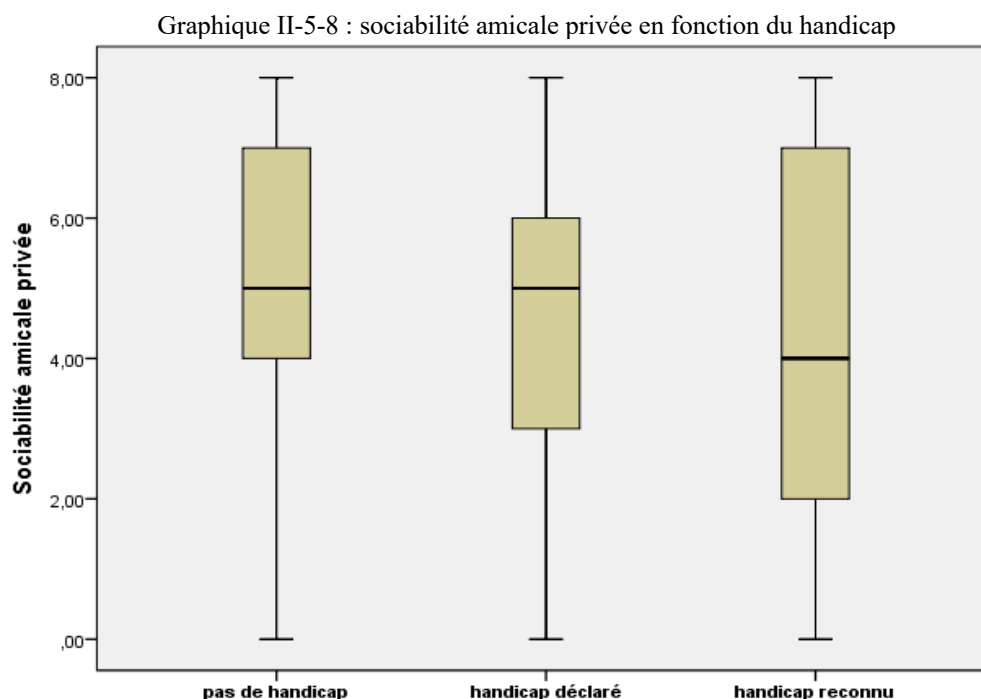 Graphique II-5-8 : sociabilité amicale privée en fonction du handicap
8,00
6,00
4,00
2,00
,00
Sociabilité amicale privée
pas de handicap
handicap déclaré
handicap reconnu